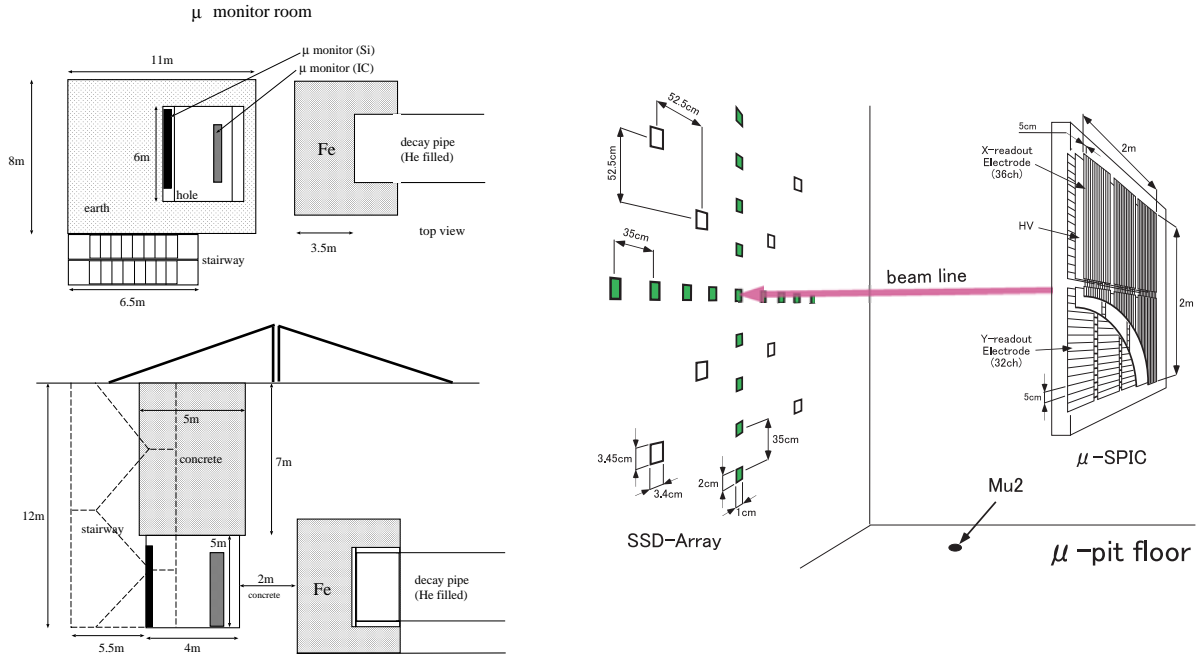 μ monitor room
11m
μ monitor (Si)
μ monitor (IC)
8m
6m
hole
earth
Fe
decay pipe
(He filled)
3.5m
top view
stairway
6.5m
5m
concrete
7m
12m
stairway
5m
2m
concrete
Fe
decay pipe
(He filled)
5.5m
4m
52.5cm
52.5cm
35cm
beam line
5cm
2m
X-readout
Electrode
(36ch)
HV
2m
Y-readout
Electrode
(32ch)
5cm
35cm
3.45cm
3.4cm
2cm
1cm
SSD-Array
μ-SPIC
Mu2
μ-pit floor